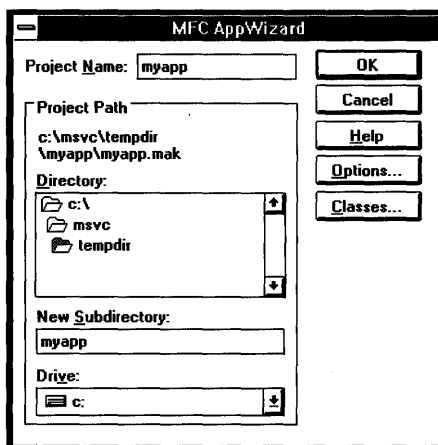 MFC AppWizard
Project Name: myapp
OK
Cancel
Help
Options...
Classes...
Project Path
c:\msvc\tempdir
\myapp\myapp.mak
Directory:
c:\
msvc
tempdir
New Subdirectory:
myapp
Drive:
c: